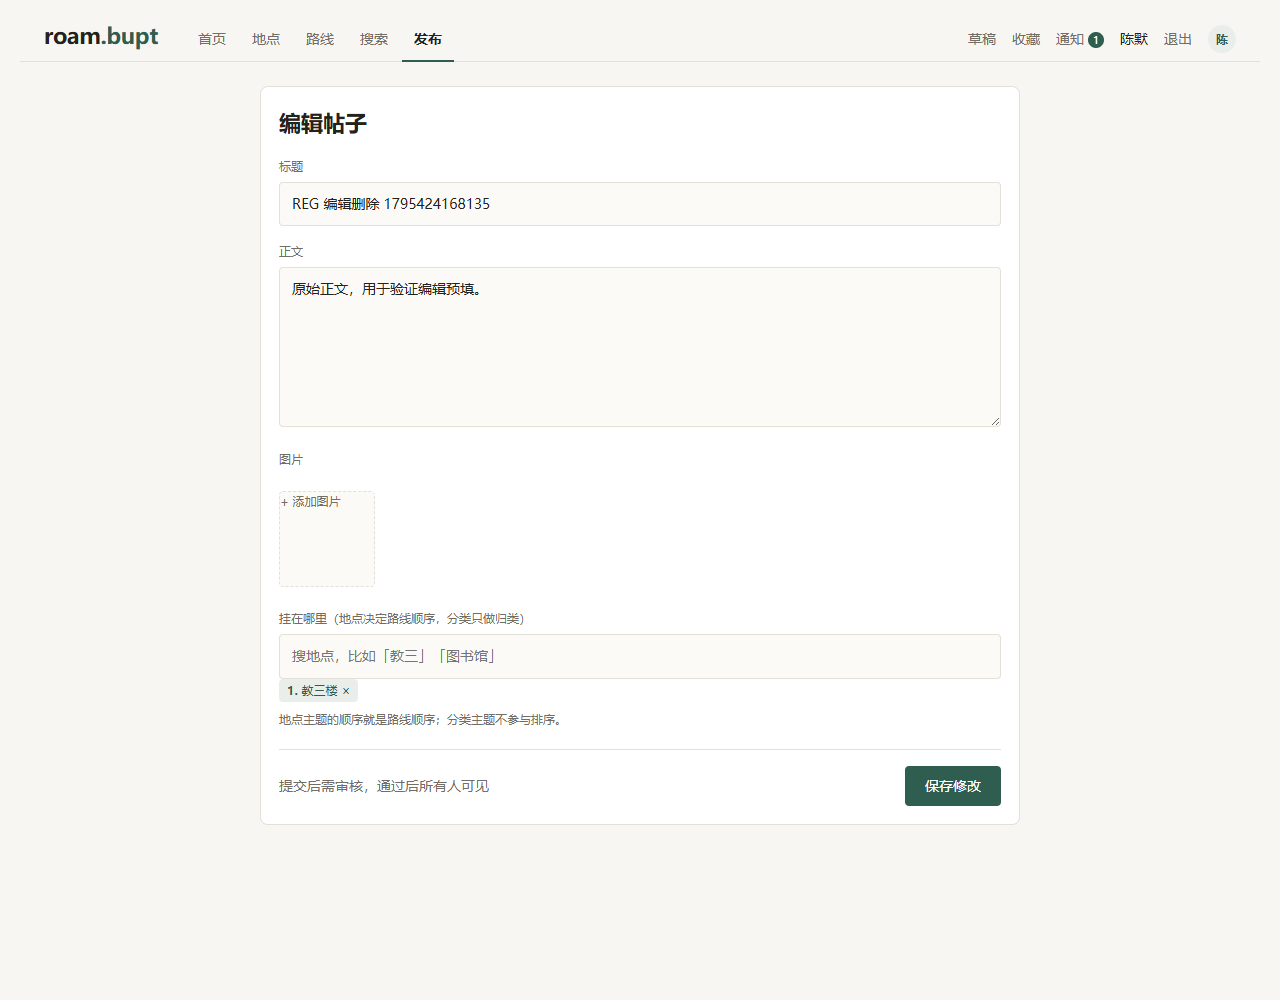 roam.bupt 首页 地点 路线 搜索 发布 草稿 收藏 通知 1 陈默 退出 陈
编辑帖子
标题
REG 编辑删除 1795424168135
正文
原始正文，用于验证编辑预填。
图片
+ 添加图片
挂在哪里（地点决定路线顺序，分类只做归类）
搜地点，比如「教三」「图书馆」
1. 教三楼 ×
地点主题的顺序就是路线顺序；分类主题不参与排序。
提交后需审核，通过后所有人可见 保存修改